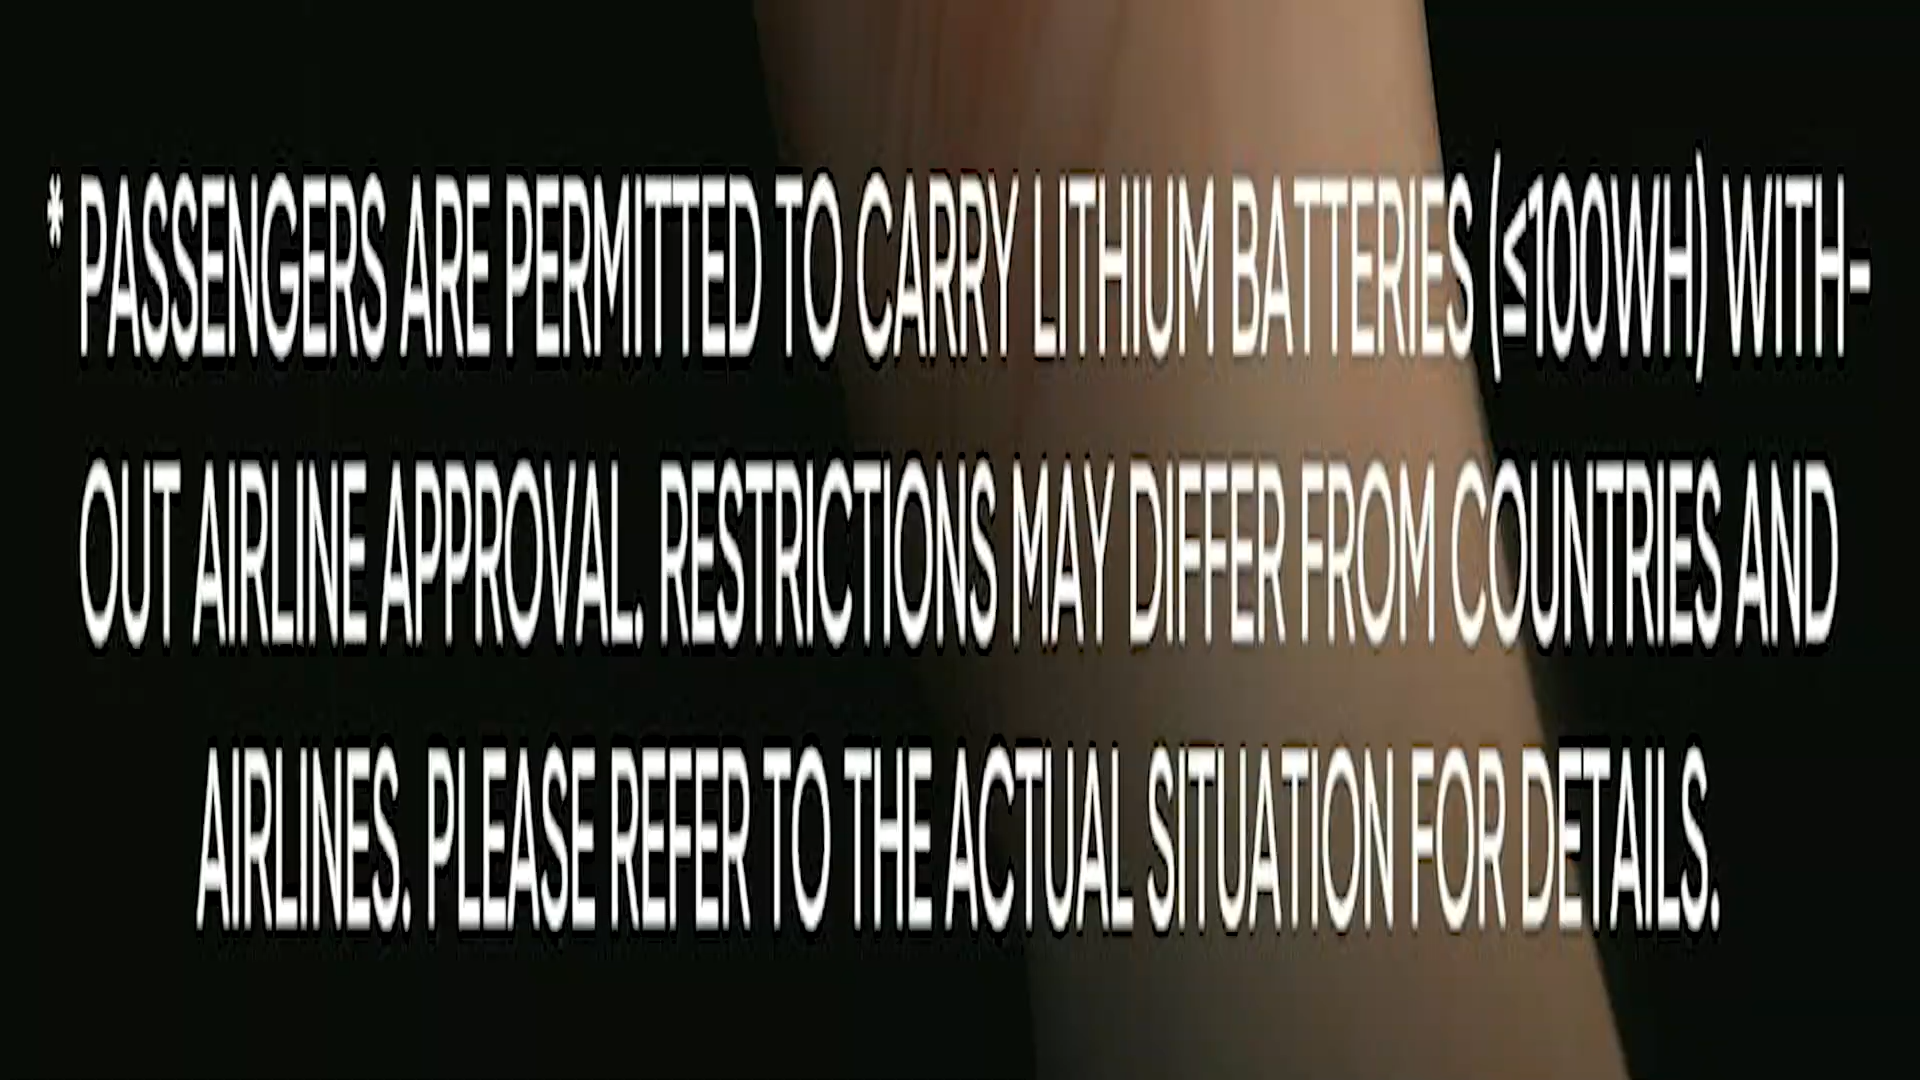 * PASSENGERS ARE PERMITTED TO CARRY LITHIUM BATTERIES (≤100WH) WITH-
OUT AIRLINE APPROVAL. RESTRICTIONS MAY DIFFER FROM COUNTRIES AND
AIRLINES. PLEASE REFER TO THE ACTUAL SITUATION FOR DETAILS.